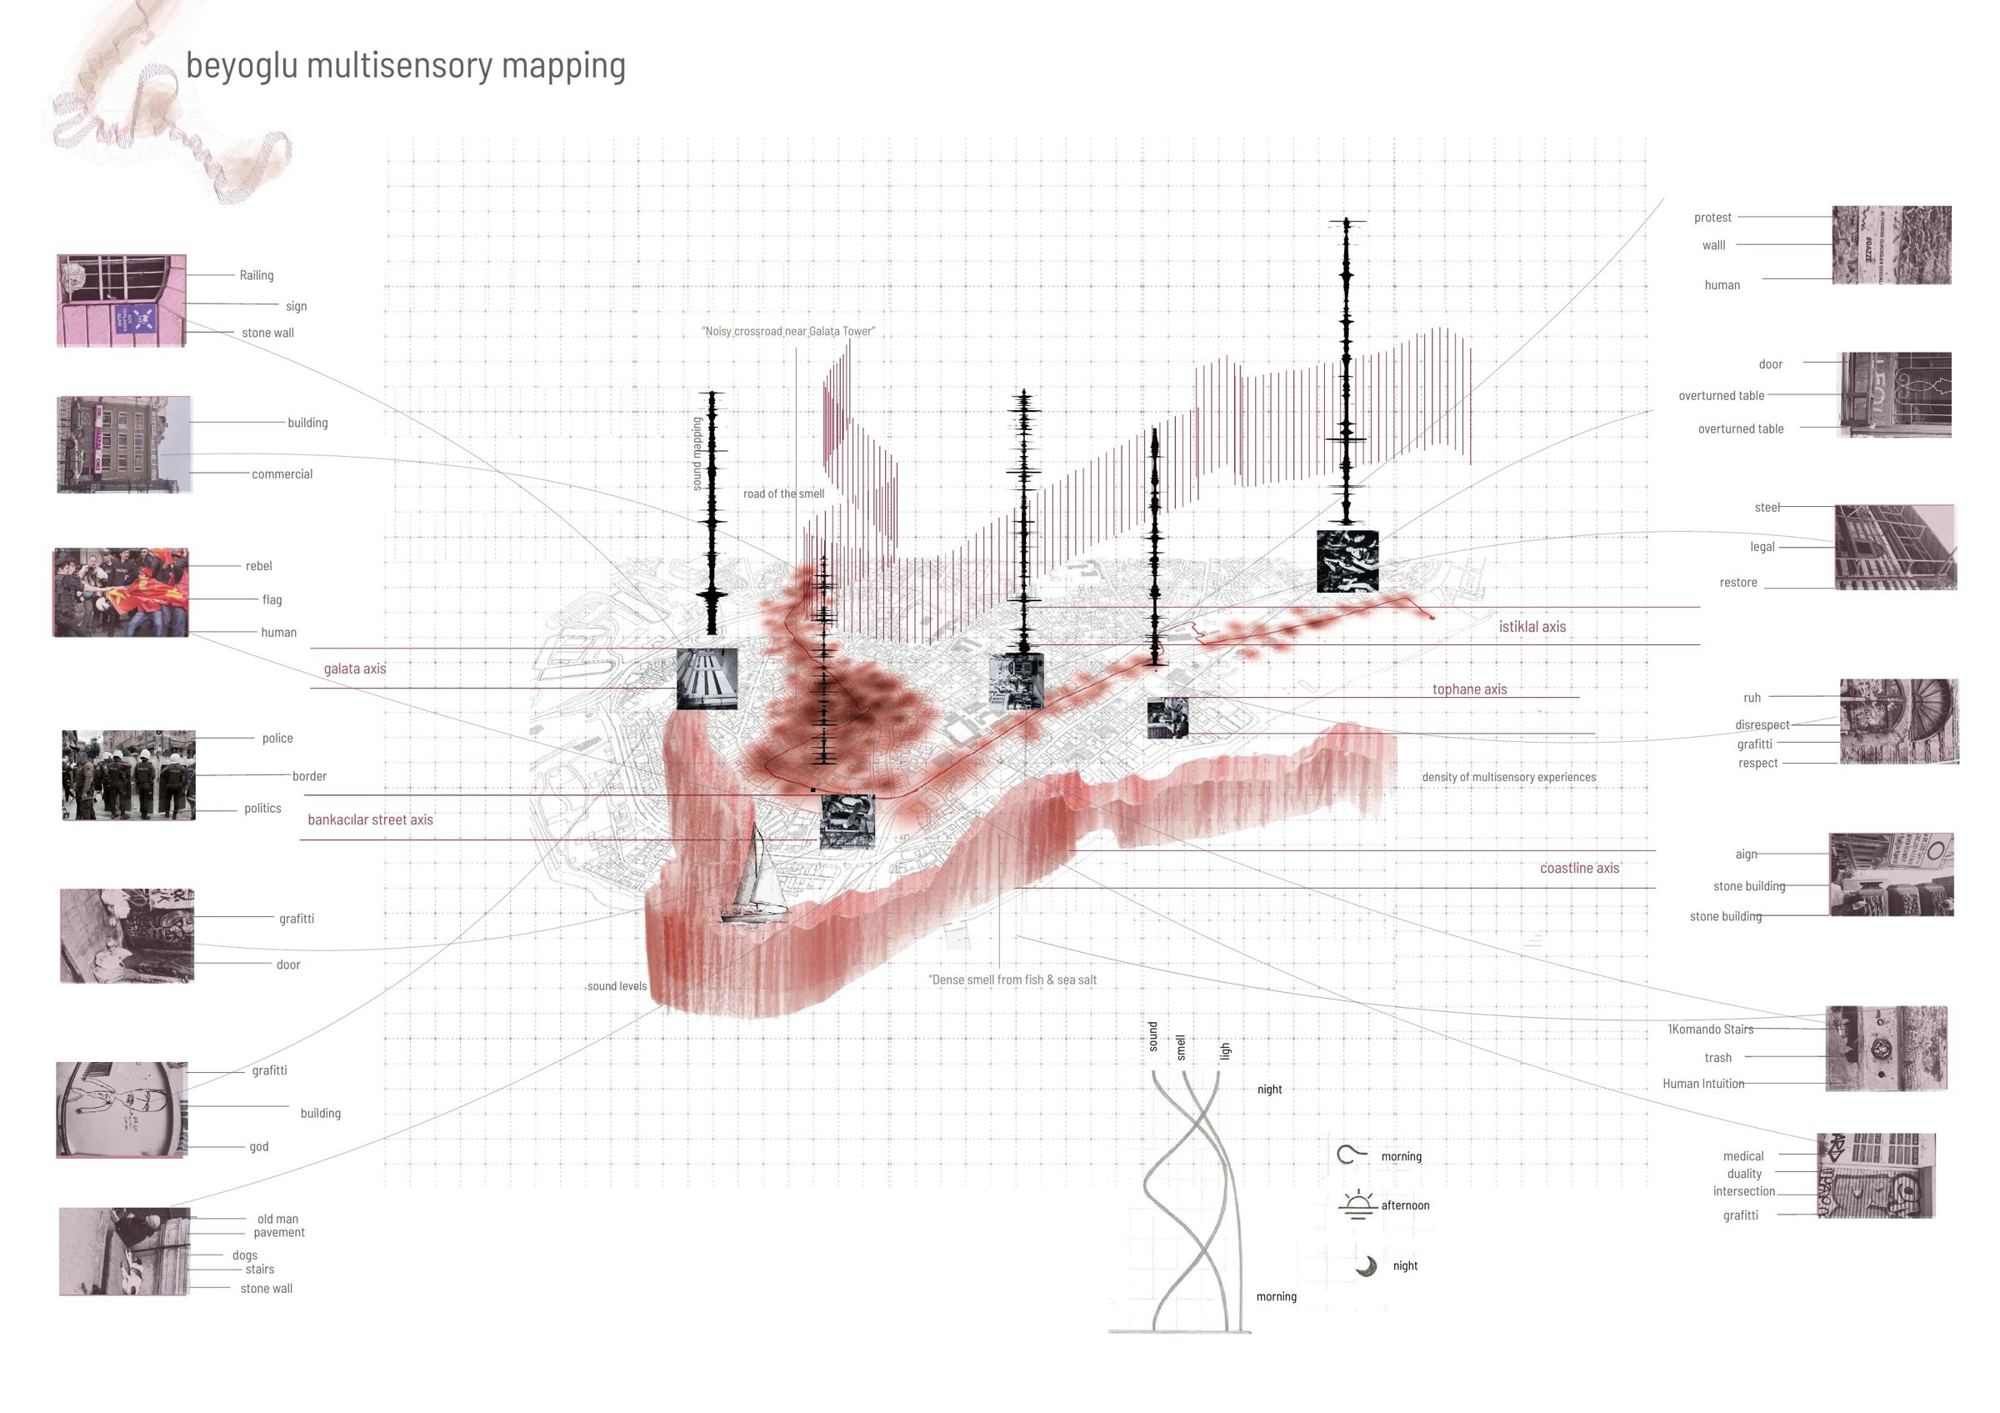 beyoglu multisensory mapping
Railing
sign
stone wall
building
commercial
rebel
flag
human
galata axis
police
border
politics
bankacılar street axis
grafitti
door
grafitti
building
god
old man
pavement
dogs
stairs
stone wall
"Noisy crossroad near Galata Tower"
sound mapping
road of the smell
sound levels
"Dense smell from fish & sea salt
density of multisensory experiences
istiklal axis
tophane axis
coastline axis
sound
smell
ligh
night
morning
morning
afternoon
night
protest
walll
human
#GAZZE
door
overturned table
overturned table
steel
legal
restore
ruh
disrespect
grafitti
respect
aign
stone building
stone building
1Komando Stairs
trash
Human Intuition
medical
duality
intersection
grafitti